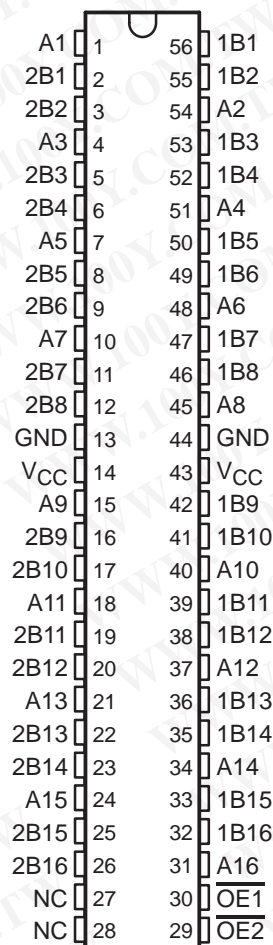 A1 1 56 1B1
2B1 2 55 1B2
2B2 3 54 A2
A3 4 53 1B3
2B3 5 52 1B4
2B4 6 51 A4
A5 7 50 1B5
2B5 8 49 1B6
2B6 9 48 A6
A7 10 47 1B7
2B7 11 46 1B8
2B8 12 45 A8
GND 13 44 GND
VCC 14 43 VCC
A9 15 42 1B9
2B9 16 41 1B10
2B10 17 40 A10
A11 18 39 1B11
2B11 19 38 1B12
2B12 20 37 A12
A13 21 36 1B13
2B13 22 35 1B14
2B14 23 34 A14
A15 24 33 1B15
2B15 25 32 1B16
2B16 26 31 A16
NC 27 30 OE1
NC 28 29 OE2